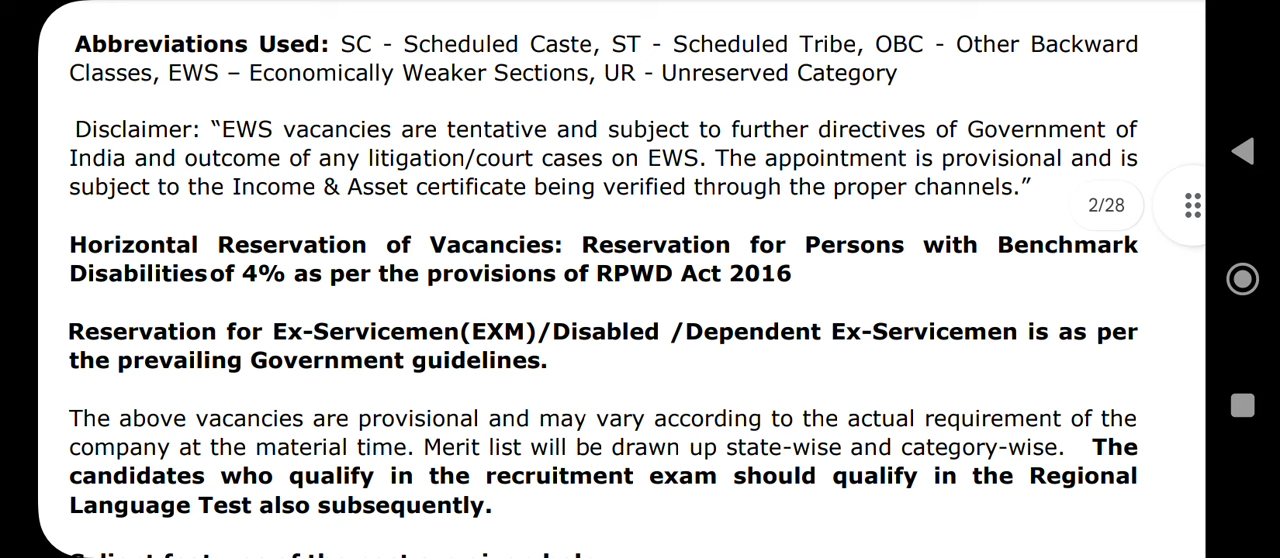 Abbreviations Used: SC - Scheduled Caste, ST - Scheduled Tribe, OBC - Other Backward
Classes, EWS – Economically Weaker Sections, UR - Unreserved Category
Disclaimer: “EWS vacancies are tentative and subject to further directives of Government of
India and outcome of any litigation/court cases on EWS. The appointment is provisional and is
subject to the Income & Asset certificate being verified through the proper channels.”
2/28
Horizontal Reservation of Vacancies: Reservation for Persons with Benchmark
Disabilitiesof 4% as per the provisions of RPWD Act 2016
Reservation for Ex-Servicemen(EXM)/Disabled /Dependent Ex-Servicemen is as per
the prevailing Government guidelines.
The above vacancies are provisional and may vary according to the actual requirement of the
company at the material time. Merit list will be drawn up state-wise and category-wise. The
candidates who qualify in the recruitment exam should qualify in the Regional
Language Test also subsequently.